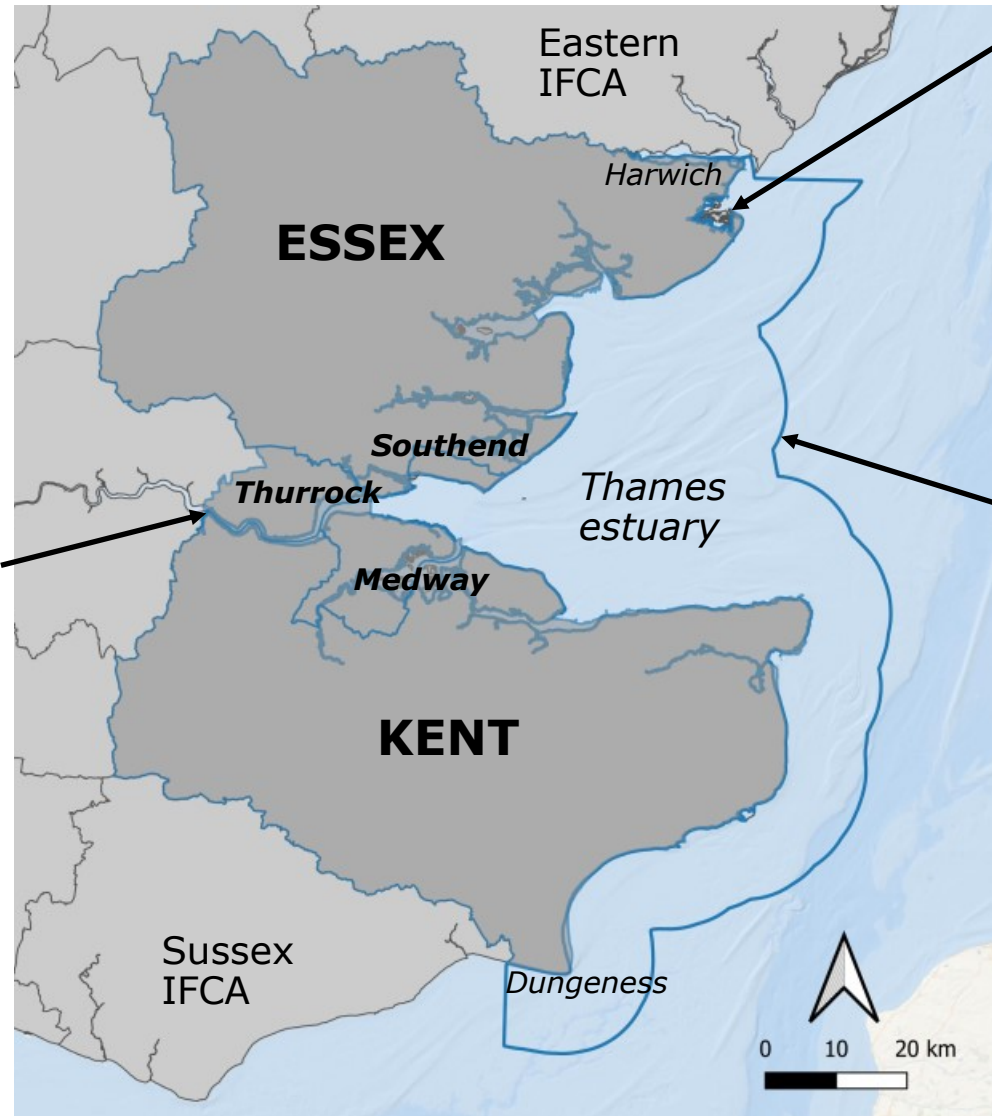 Eastern
IFCA
Harwich
ESSEX
Southend
Thurrock
Thames
estuary
Medway
KENT
Sussex
IFCA
Dungeness
0 10 20 km